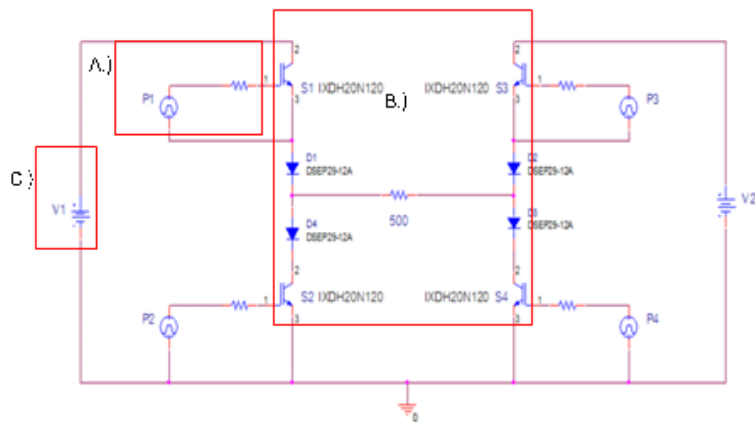 A.)
B.)
C.)
P1
1
2
3
S1 IXDH20N120
IXDH20N120 S3
2
3
1
P3
D1
DSEP29-12A
D2
DSEP29-12A
V1
500
V2
D4
DSEP29-12A
D3
DSEP29-12A
P2
1
2
3
S2 IXDH20N120
IXDH20N120 S4
2
3
1
P4
0